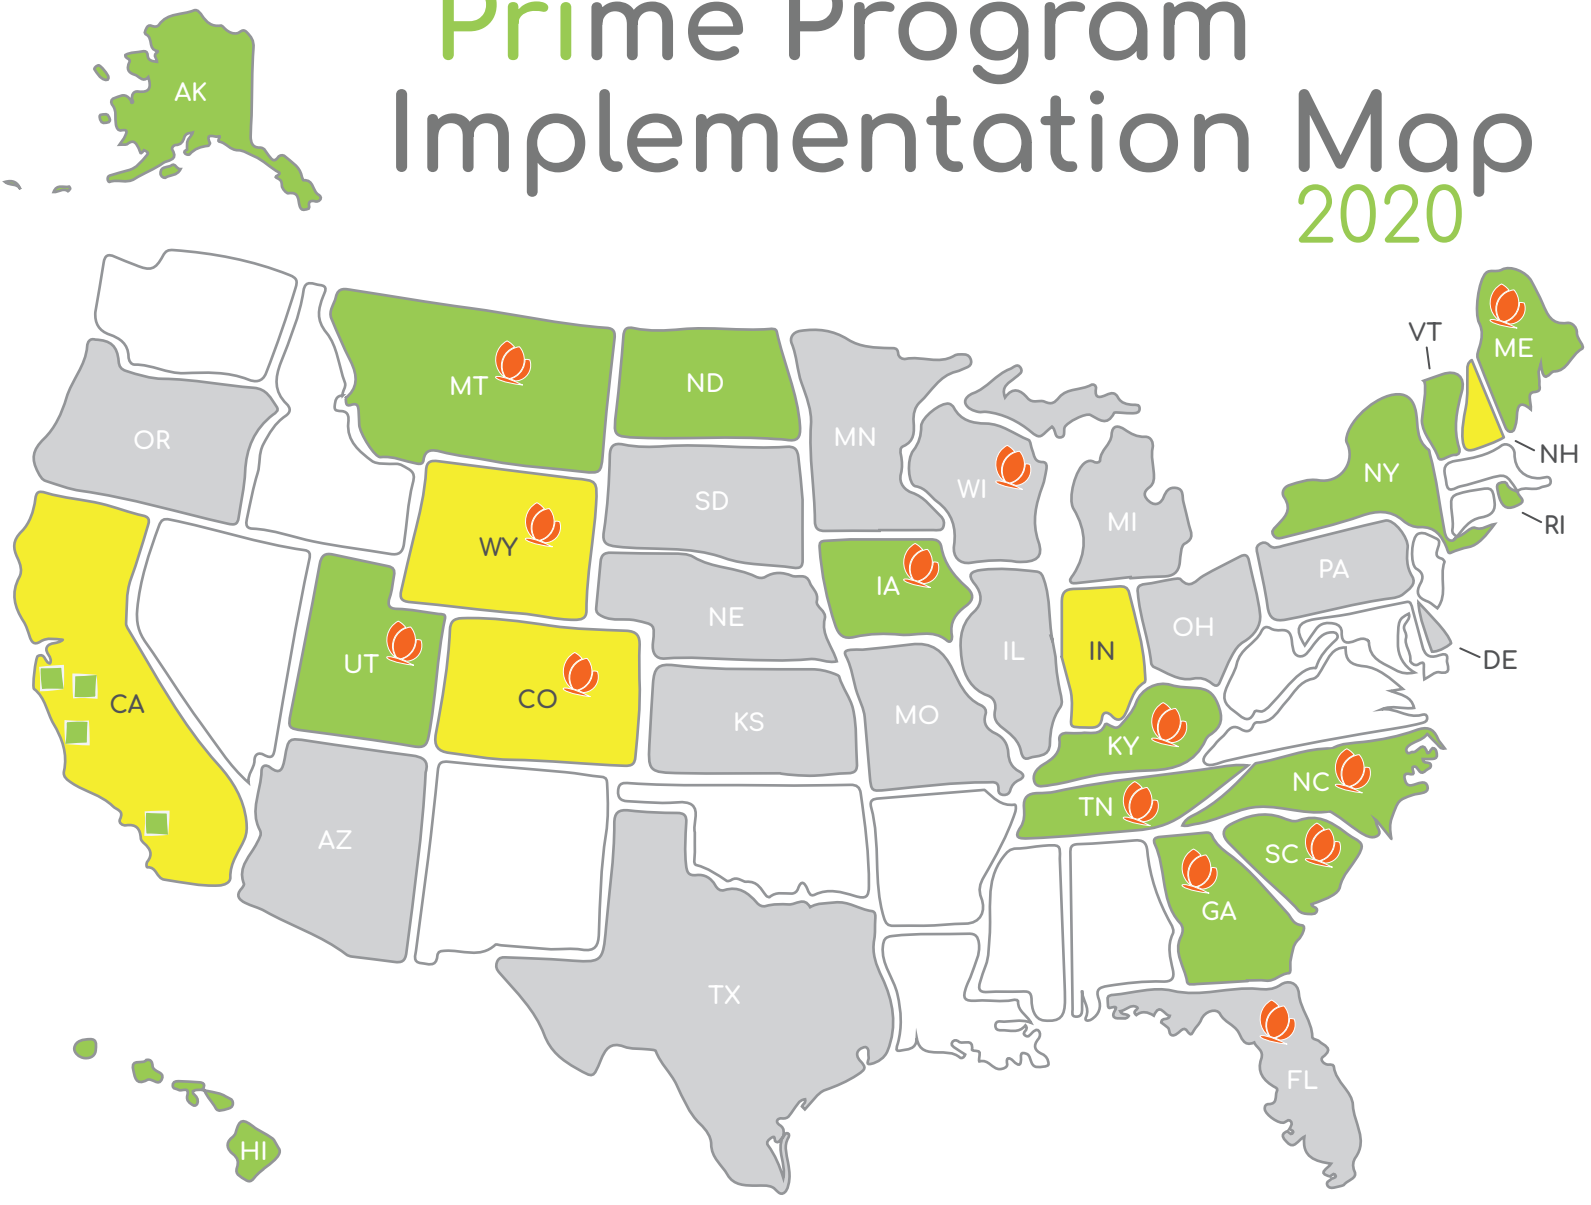 Prime Program
Implementation Map
2020
AK
VT
ME
MT
ND
OR
MN
NH
NY
WI
SD
RI
MI
WY
PA
IA
NE
OH
UT
IL
IN
DE
CO
CA
MO
KS
KY
NC
TN
AZ
SC
GA
TX
FL
HI